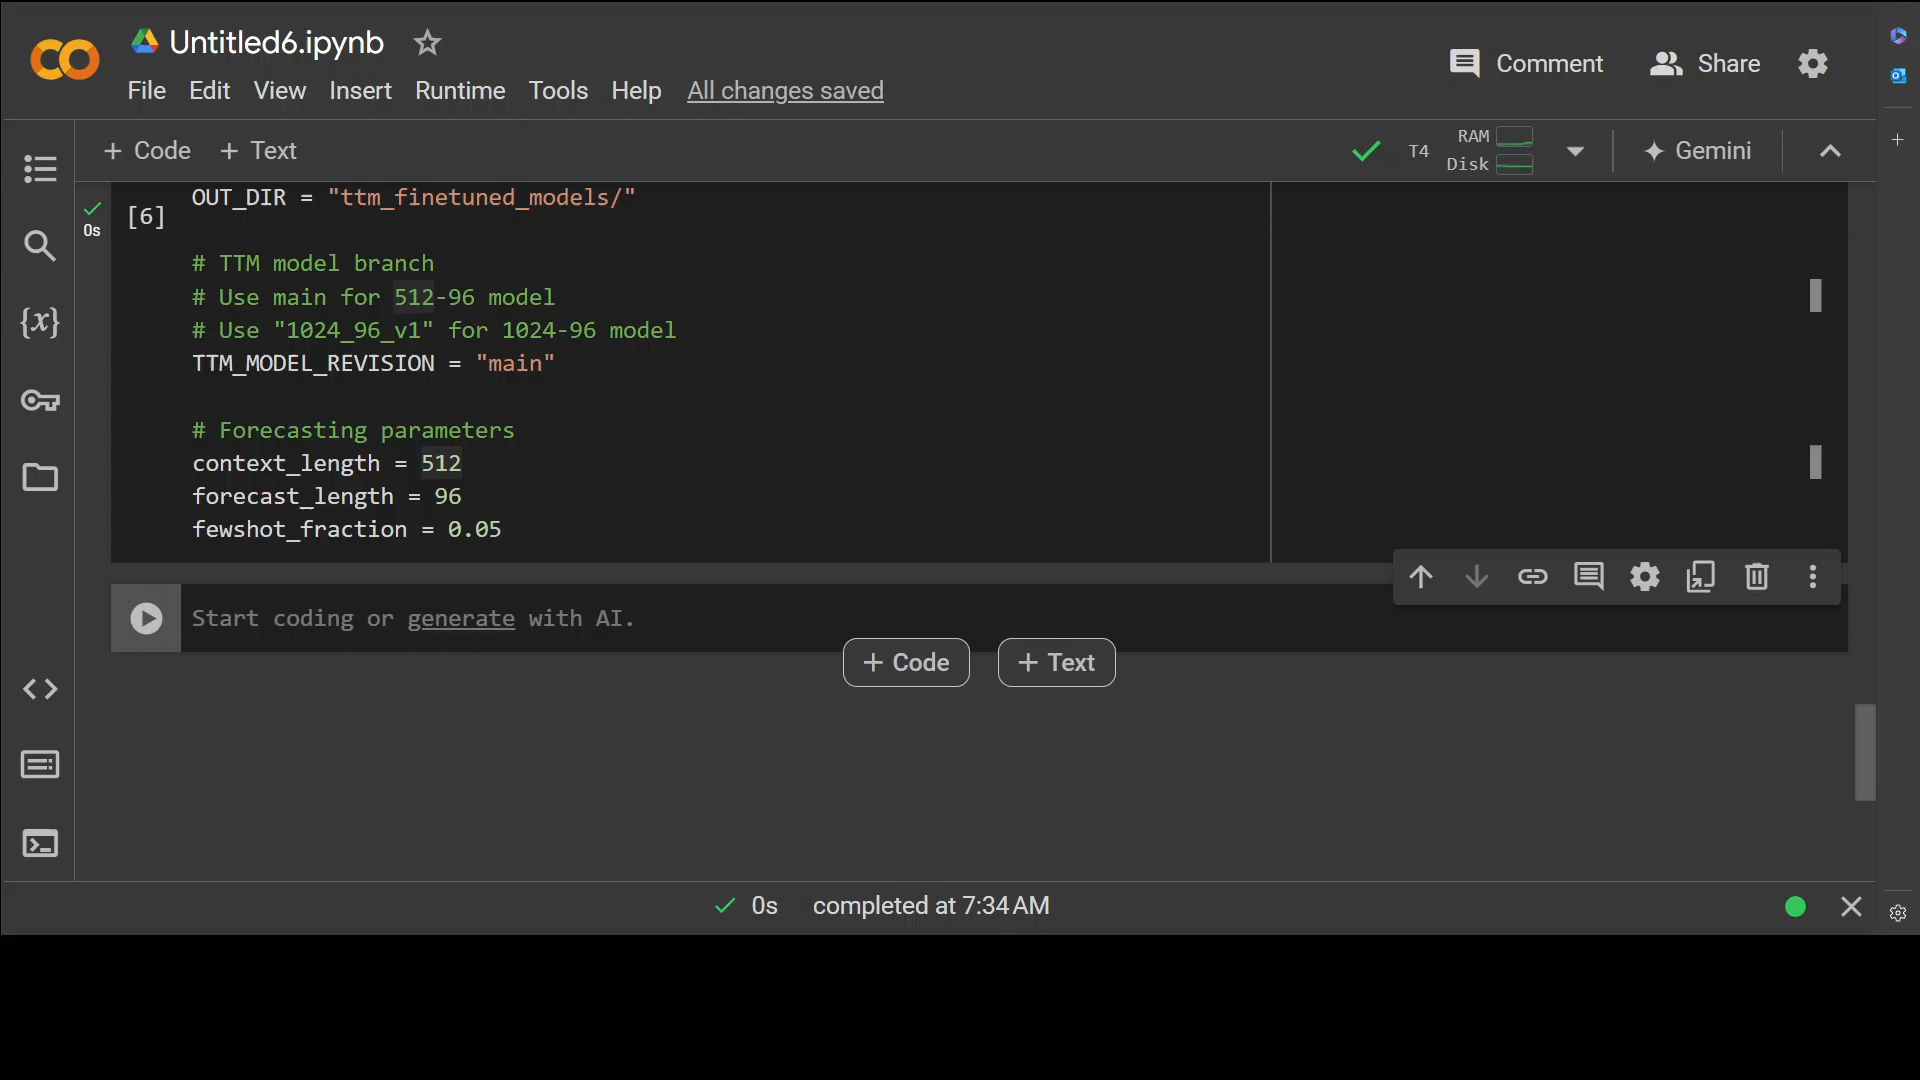 Untitled6.ipynb
File Edit View Insert Runtime Tools Help All changes saved
Comment Share
+ Code + Text
T4 RAM Disk Gemini
OUT_DIR = "ttm_finetuned_models/"
[6]
0s
# TTM model branch
# Use main for 512-96 model
# Use "1024_96_v1" for 1024-96 model
TTM_MODEL_REVISION = "main"
# Forecasting parameters
context_length = 512
forecast_length = 96
fewshot_fraction = 0.05
Start coding or generate with AI.
+ Code + Text
0s completed at 7:34 AM